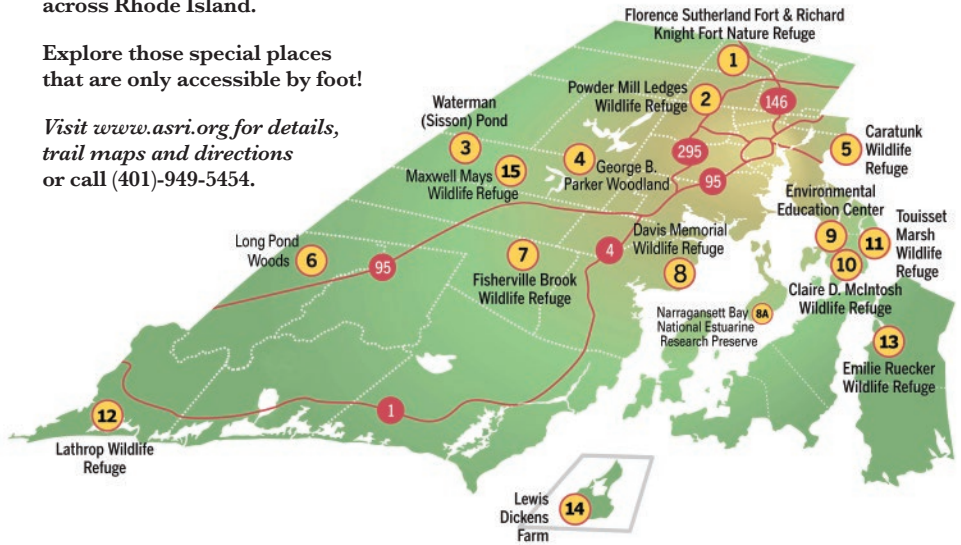 across Rhode Island.
Explore those special places
that are only accessible by foot!
Visit www.asri.org for details,
trail maps and directions
or call (401)-949-5454.
Florence Sutherland Fort & Richard
Knight Fort Nature Refuge
1
Powder Mill Ledges
Wildlife Refuge
2
146
Waterman
(Sisson) Pond
3
Maxwell Mays
Wildlife Refuge
15
4
George B.
Parker Woodland
295
95
5
Caratunk
Wildlife
Refuge
Environmental
Education Center
9
10
11
Touisset
Marsh
Wildlife
Refuge
Claire D. McIntosh
Wildlife Refuge
Long Pond
Woods
6
95
7
Fisherville Brook
Wildlife Refuge
4
Davis Memorial
Wildlife Refuge
8
Narragansett Bay
National Estuarine
Research Preserve
8A
13
Emilie Ruecker
Wildlife Refuge
12
Lathrop Wildlife
Refuge
1
Lewis
Dickens
Farm
14